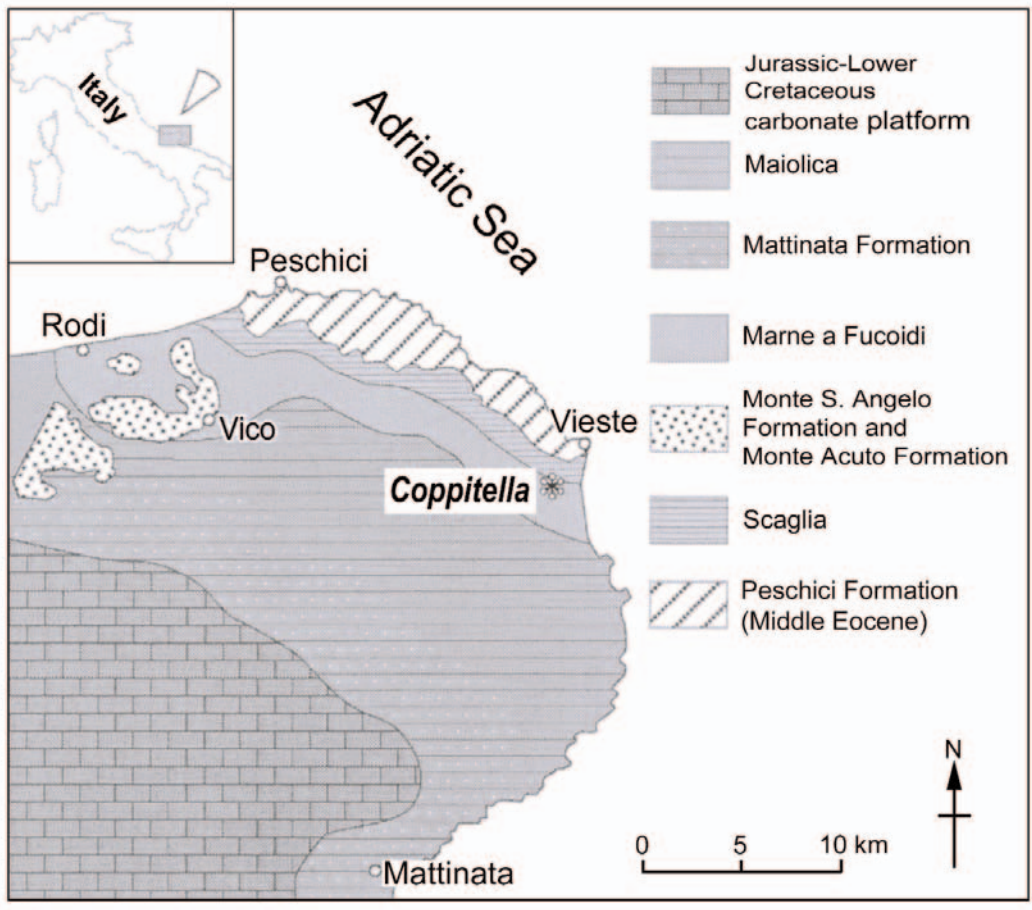 Italy
Adriatic Sea
Peschici
Rodi
Vico
Vieste
Coppitella
Mattinata
Jurassic-Lower
Cretaceous
carbonate platform
Maiolica
Mattinata Formation
Marne a Fucoidi
Monte S. Angelo
Formation and
Monte Acuto Formation
Scaglia
Peschici Formation
(Middle Eocene)
N
0 5 10 km